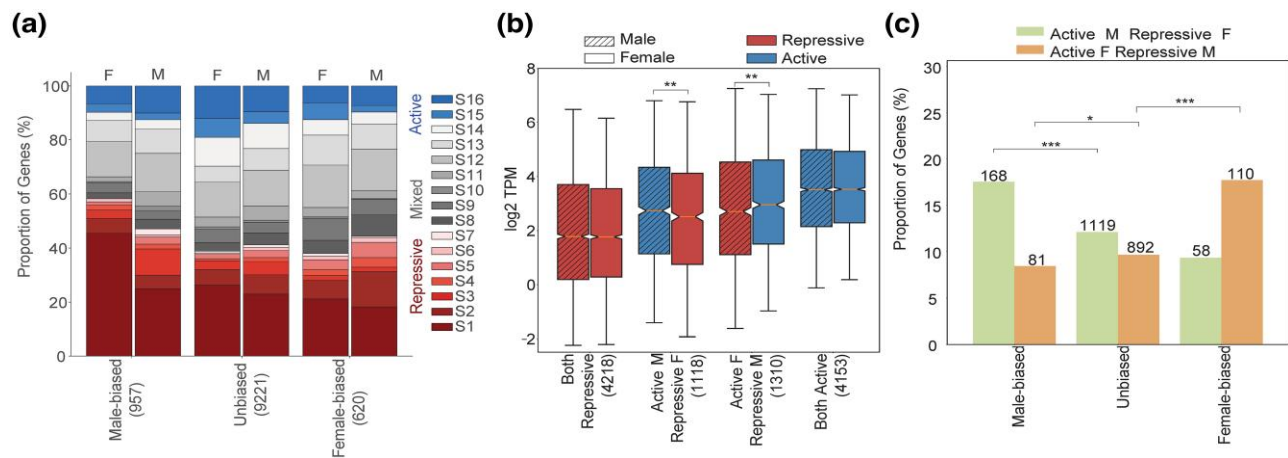 (a)
F M F M F M
Proportion of Genes (%)
100
80
60
40
20
0
Active
Mixed
Repressive
S16
S15
S14
S13
S12
S11
S10
S9
S8
S7
S6
S5
S4
S3
S2
S1
Male-biased
(957)
Unbiased
(9221)
Female-biased
(620)
(b)
Male
Female
Repressive
Active
log2 TPM
8
6
4
2
0
-2
**
**
Both
Repressive
(4218)
Active M
Repressive F
(1118)
Active F
Repressive M
(1310)
Both Active
(4153)
(c)
Active M Repressive F
Active F Repressive M
Proportion of Genes (%)
30
25
20
15
10
5
0
***
*
***
168
81
1119
892
58
110
Male-biased
Unbiased
Female-biased